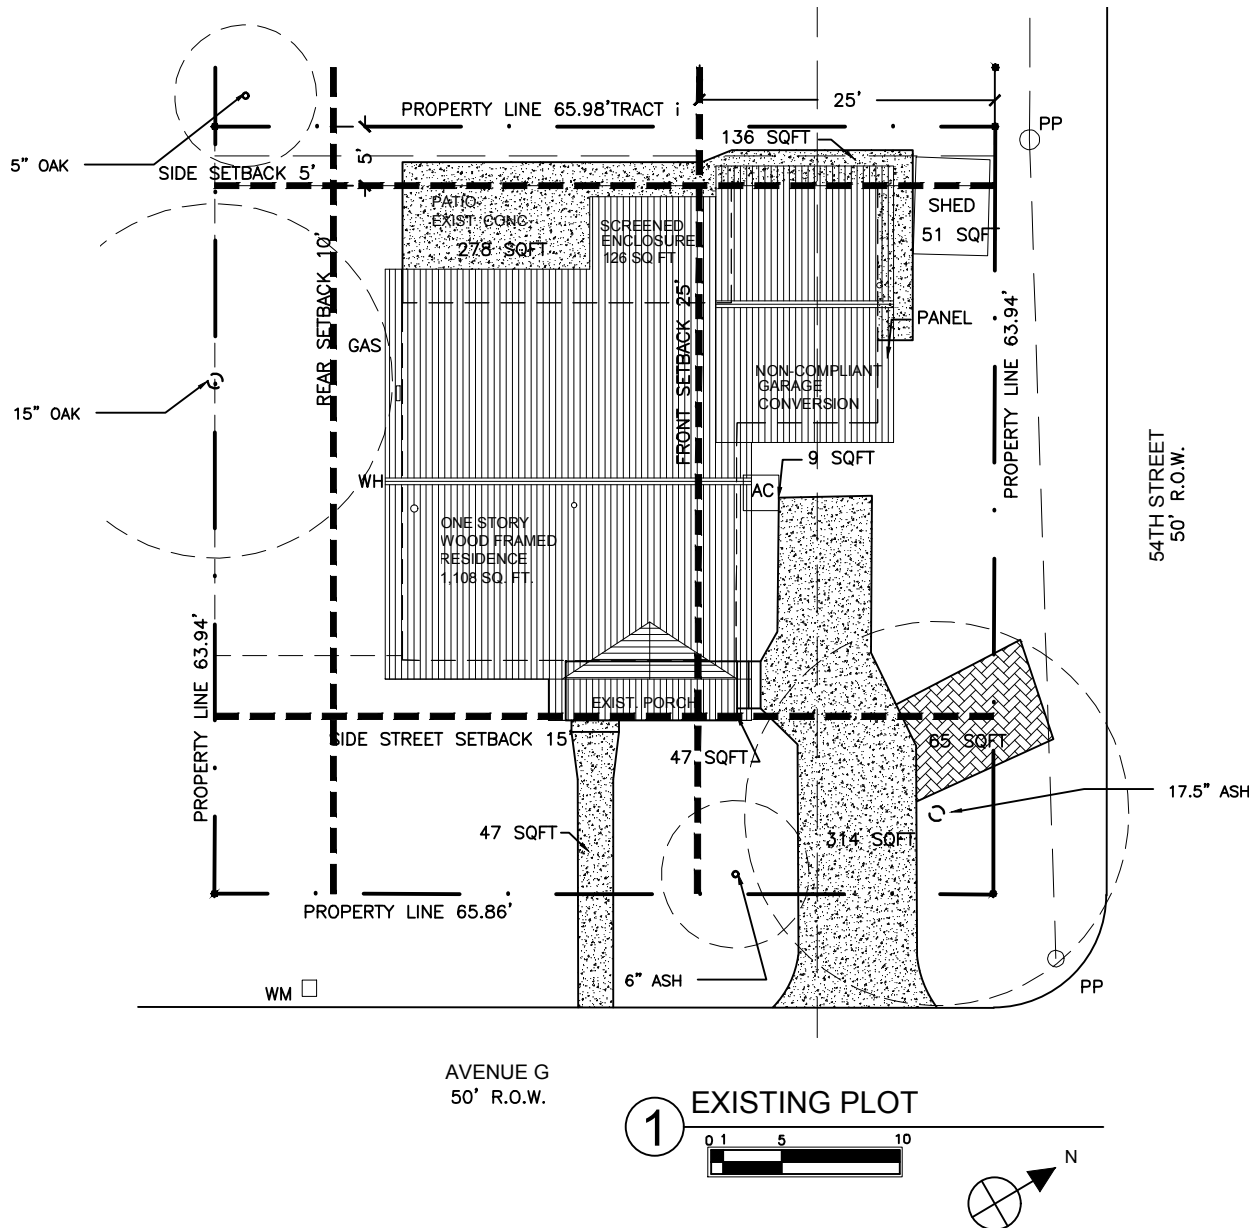 PROPERTY LINE 65.98'TRACT i
25'
PP
136 SQFT
5" OAK
5'
SIDE SETBACK 5'
PATIO
EXIST. CONC.
278 SQFT
SCREENED
ENCLOSURE
126 SQ FT
SHED
51 SQFT
REAR SETBACK 10'
FRONT SETBACK 25'
PROPERTY LINE 63.94'
GAS
PANEL
NON-COMPLIANT
GARAGE
CONVERSION
15" OAK
9 SQFT
WH
AC
54TH STREET
50' R.O.W.
ONE STORY
WOOD FRAMED
RESIDENCE
1,108 SQ. FT.
PROPERTY LINE 63.94'
EXIST. PORCH
SIDE STREET SETBACK 15'
47 SQFT
65 SQFT
17.5" ASH
47 SQFT
314 SQFT
PROPERTY LINE 65.86'
6" ASH
WM
PP
AVENUE G
50' R.O.W.
1
EXISTING PLOT
0 1 5 10
N